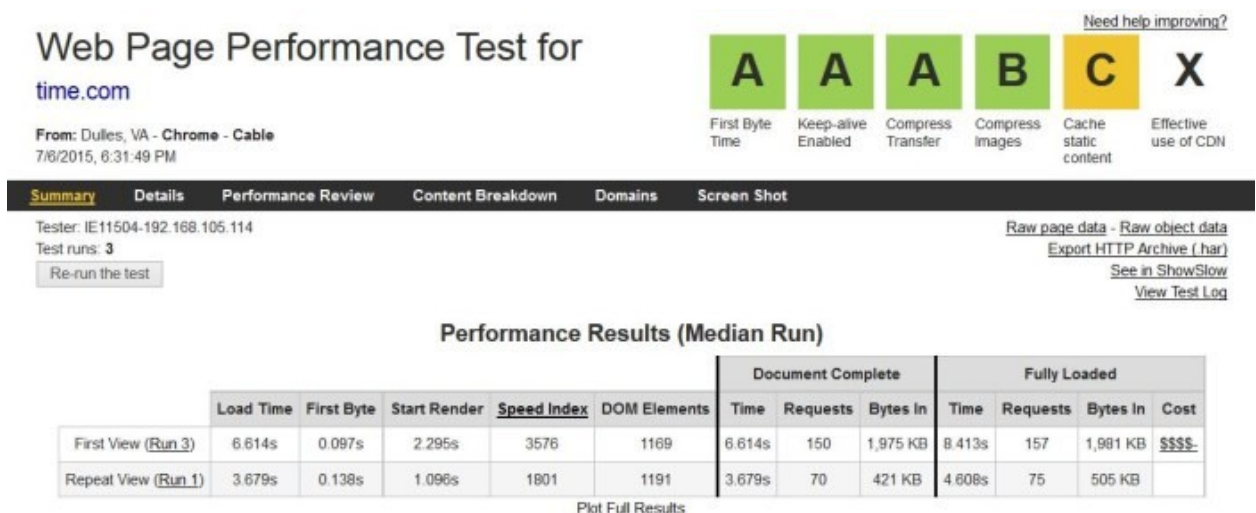 Need help improving?
Web Page Performance Test for
time.com
From: Dulles, VA - Chrome - Cable
7/6/2015, 6:31:49 PM
A A A B C X
First Byte Time Keep-alive Enabled Compress Transfer Compress Images Cache static content Effective use of CDN
Summary Details Performance Review Content Breakdown Domains Screen Shot
Tester: IE11504-192.168.105.114
Test runs: 3
Re-run the test
Raw page data - Raw object data
Export HTTP Archive (.har)
See in ShowSlow
View Test Log
Performance Results (Median Run)
Document Complete Fully Loaded
Load Time First Byte Start Render Speed Index DOM Elements Time Requests Bytes In Time Requests Bytes In Cost
First View (Run 3) 6.614s 0.097s 2.295s 3576 1169 6.614s 150 1,975 KB 8.413s 157 1,981 KB $$$$-
Repeat View (Run 1) 3.679s 0.138s 1.096s 1801 1191 3.679s 70 421 KB 4.608s 75 505 KB
Plot Full Results